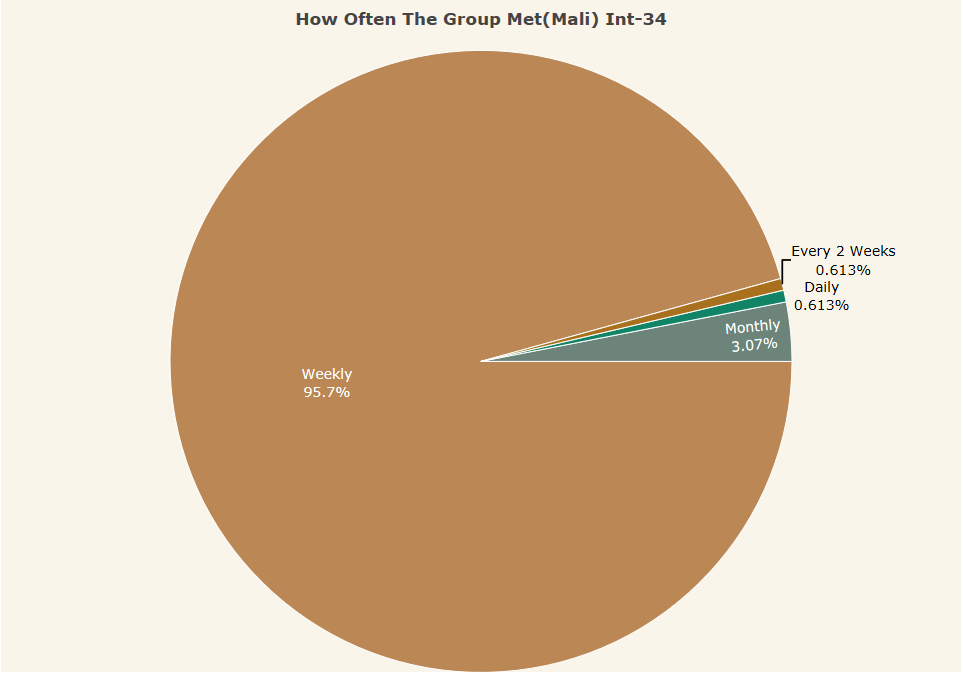 How Often The Group Met(Mali) Int-34
Every 2 Weeks
0.613%
Daily
0.613%
Monthly
3.07%
Weekly
95.7%